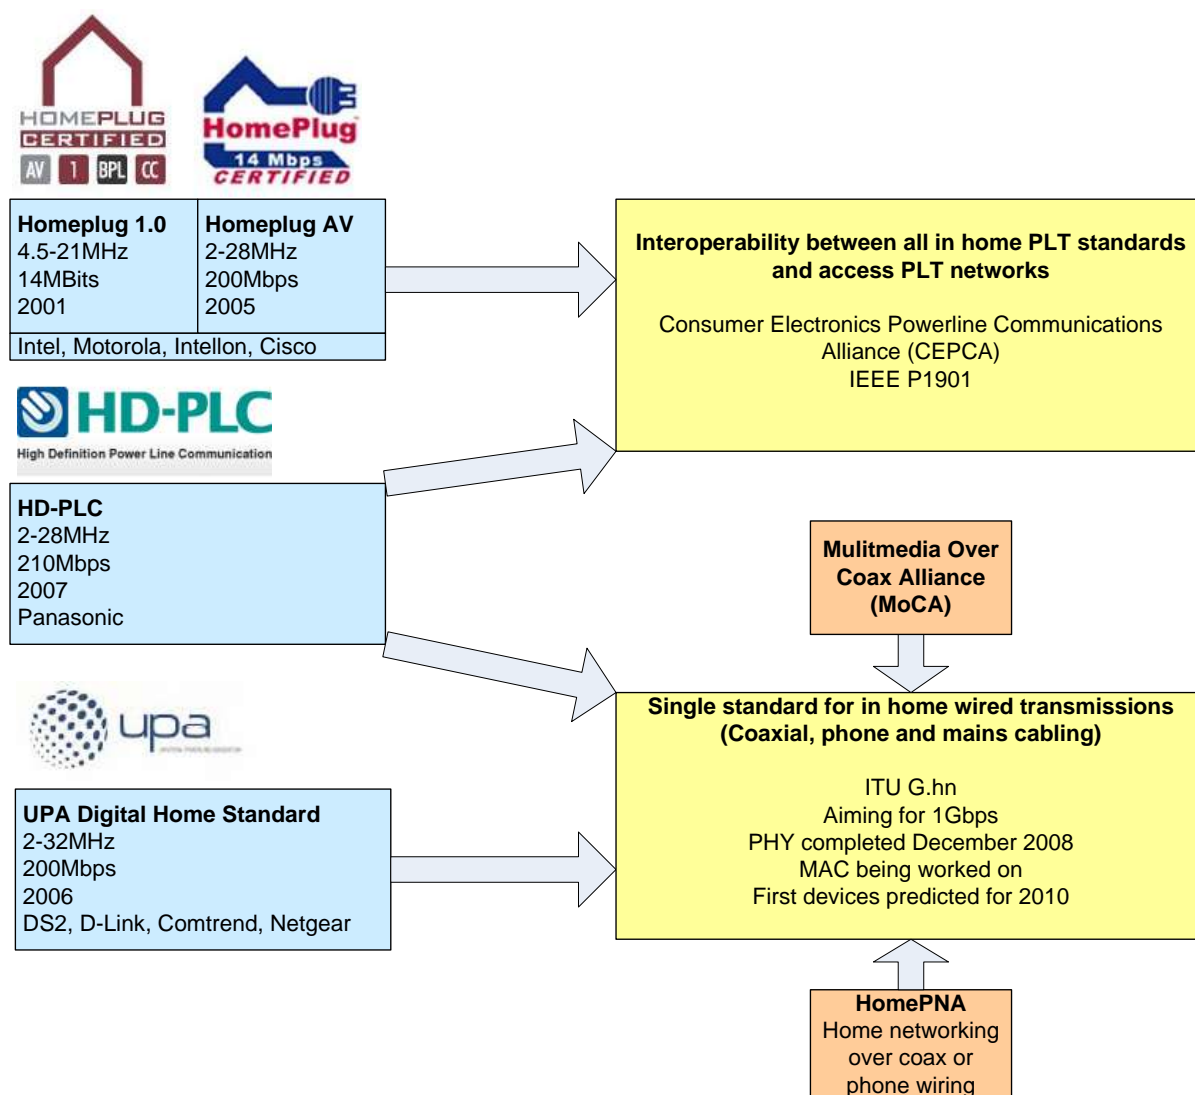 HOMEPLUG
CERTIFIED
AV 1 BPL CC
HomePlug
14 Mbps
CERTIFIED
Homeplug 1.0
4.5-21MHz
14MBits
2001
Homeplug AV
2-28MHz
200Mbps
2005
Intel, Motorola, Intellon, Cisco
Interoperability between all in home PLT standards
and access PLT networks
Consumer Electronics Powerline Communications
Alliance (CEPCA)
IEEE P1901
HD-PLC
High Definition Power Line Communication
HD-PLC
2-28MHz
210Mbps
2007
Panasonic
Mulitmedia Over
Coax Alliance
(MoCA)
upa
Single standard for in home wired transmissions
(Coaxial, phone and mains cabling)
ITU G.hn
Aiming for 1Gbps
PHY completed December 2008
MAC being worked on
First devices predicted for 2010
UPA Digital Home Standard
2-32MHz
200Mbps
2006
DS2, D-Link, Comtrend, Netgear
HomePNA
Home networking
over coax or
phone wiring